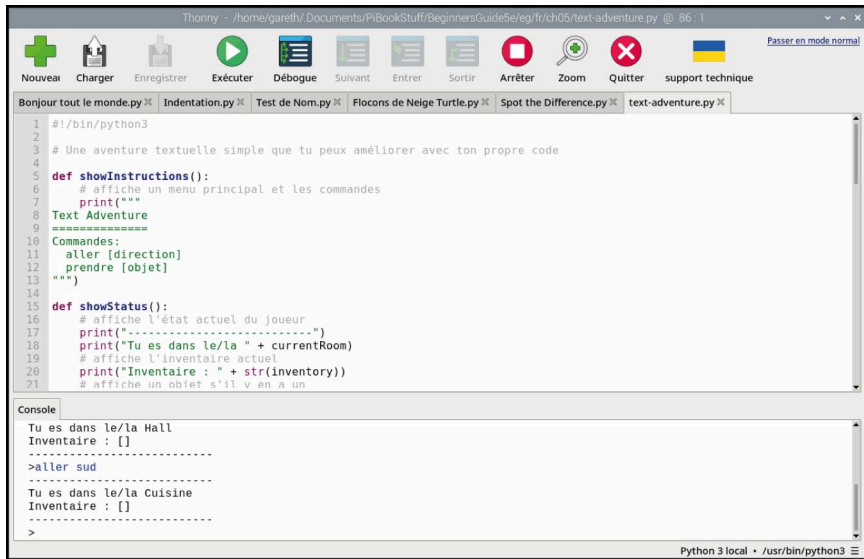 Thonny - /home/gareth/.Documents/PiBookStuff/BeginnersGuide5e/eg/fr/ch05/text-adventure.py @ 86 : 1
Passer en mode normal
Nouveau Charger Enregistrer Exécuter Débogue Suivant Entrer Sortir Arrêter Zoom Quitter support technique
Bonjour tout le monde.py Indentation.py Test de Nom.py Flocons de Neige Turtle.py Spot the Difference.py text-adventure.py
1 #!/bin/python3
2
3 # Une aventure textuelle simple que tu peux améliorer avec ton propre code
4
5 def showInstructions():
6     # affiche un menu principal et les commandes
7     print("""
8 Text Adventure
9 ==============
10 Commandes:
11   aller [direction]
12   prendre [objet]
13 """)
14
15 def showStatus():
16     # affiche l'état actuel du joueur
17     print("---------------------------")
18     print("Tu es dans le/la " + currentRoom)
19     # affiche l'inventaire actuel
20     print("Inventaire : " + str(inventory))
21     # affiche un objet s'il y en a un
Console
Tu es dans le/la Hall
Inventaire : []
---------------------------
>aller sud
---------------------------
Tu es dans le/la Cuisine
Inventaire : []
---------------------------
>
Python 3 local • /usr/bin/python3 ☰